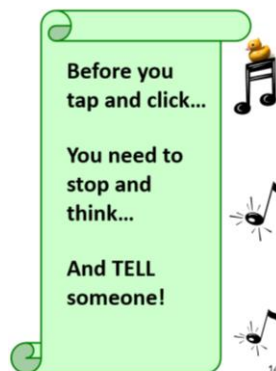 Before you
tap and click...
You need to
stop and
think...
And TELL
someone!